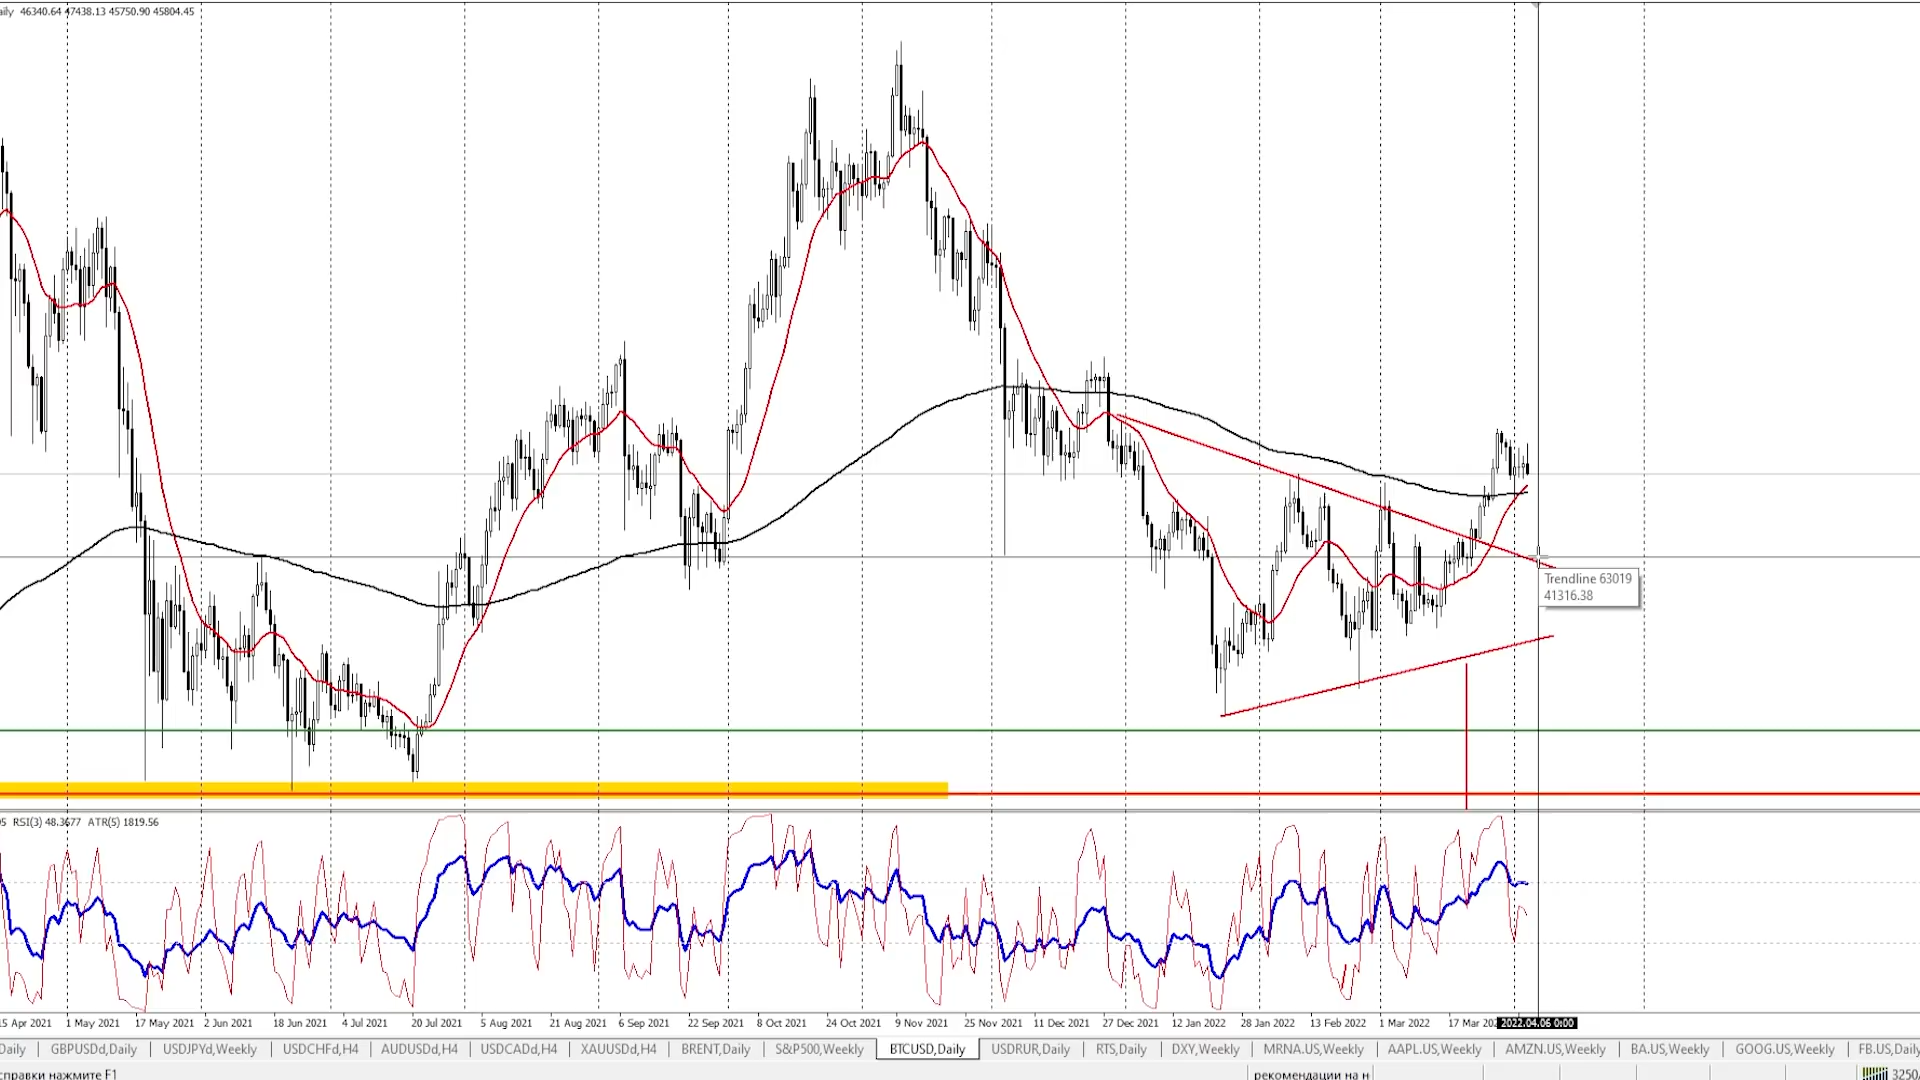 aily 46340.64 47438.13 45750.90 45804.45
Trendline 63019
41316.38
05 RSI(3) 48.3677 ATR(5) 1819.56
15 Apr 2021 1 May 2021 17 May 2021 2 Jun 2021 18 Jun 2021 4 Jul 2021 20 Jul 2021 5 Aug 2021 21 Aug 2021 6 Sep 2021 22 Sep 2021 8 Oct 2021 24 Oct 2021 9 Nov 2021 25 Nov 2021 11 Dec 2021 27 Dec 2021 12 Jan 2022 28 Jan 2022 13 Feb 2022 1 Mar 2022 17 Mar 202 2022.04.06 0:00
Daily GBPUSDd,Daily USDJPYd,Weekly USDCHFd,H4 AUDUSDd,H4 USDCADd,H4 XAUUSDd,H4 BRENT,Daily S&P500,Weekly BTCUSD,Daily USDRUR,Daily RTS,Daily DXY,Weekly MRNA.US,Weekly AAPL.US,Weekly AMZN.US,Weekly BA.US,Weekly GOOG.US,Weekly FB.US,Daily
справки нажмите F1 рекомендации на н 3250/